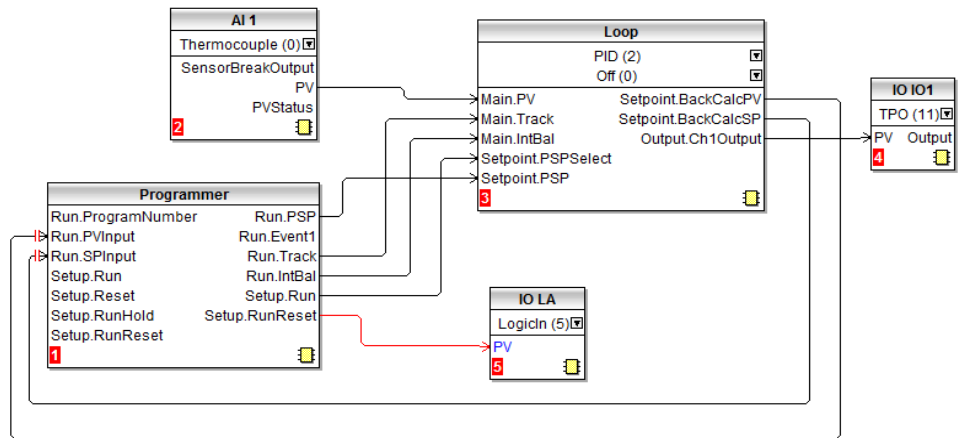 AI 1
Thermocouple (0)
SensorBreakOutput
PV
PVStatus
2
Loop
PID (2)
Off (0)
Main.PV Setpoint.BackCalcPV
Main.Track Setpoint.BackCalcSP
Main.IntBal Output.Ch1Output
Setpoint.PSPSelect
Setpoint.PSP
3
IO IO1
TPO (11)
PV Output
4
Programmer
Run.ProgramNumber Run.PSP
Run.PVInput Run.Event1
Run.SPInput Run.Track
Setup.Run Run.IntBal
Setup.Reset Setup.Run
Setup.RunHold Setup.RunReset
Setup.RunReset
1
IO LA
LogicIn (5)
PV
5